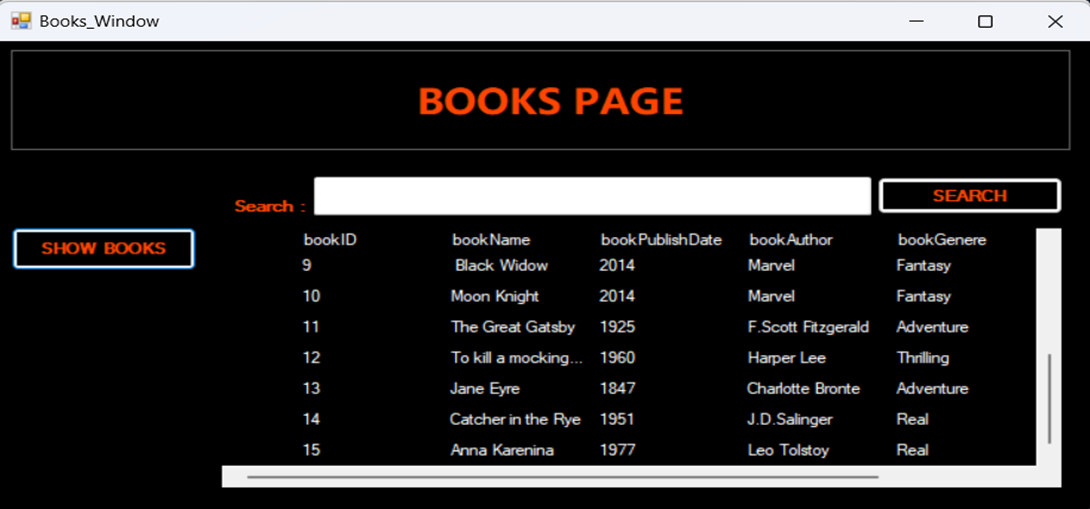 Books_Window
BOOKS PAGE
Search :
SEARCH
SHOW BOOKS
bookID bookName bookPublishDate bookAuthor bookGenere
9 Black Widow 2014 Marvel Fantasy
10 Moon Knight 2014 Marvel Fantasy
11 The Great Gatsby 1925 F.Scott Fitzgerald Adventure
12 To kill a mocking... 1960 Harper Lee Thrilling
13 Jane Eyre 1847 Charlotte Bronte Adventure
14 Catcher in the Rye 1951 J.D.Salinger Real
15 Anna Karenina 1977 Leo Tolstoy Real